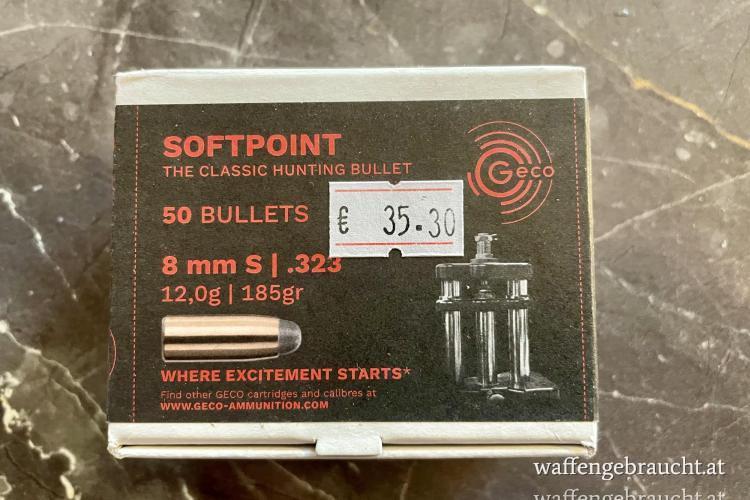 SOFTPOINT
THE CLASSIC HUNTING BULLET
Geco
50 BULLETS
€ 35.30
8 mm S | .323
12,0g | 185gr
WHERE EXCITEMENT STARTS*
Find other GECO cartridges and calibres at
WWW.GECO-AMMUNITION.COM
waffengebraucht.at
waffengebraucht.at